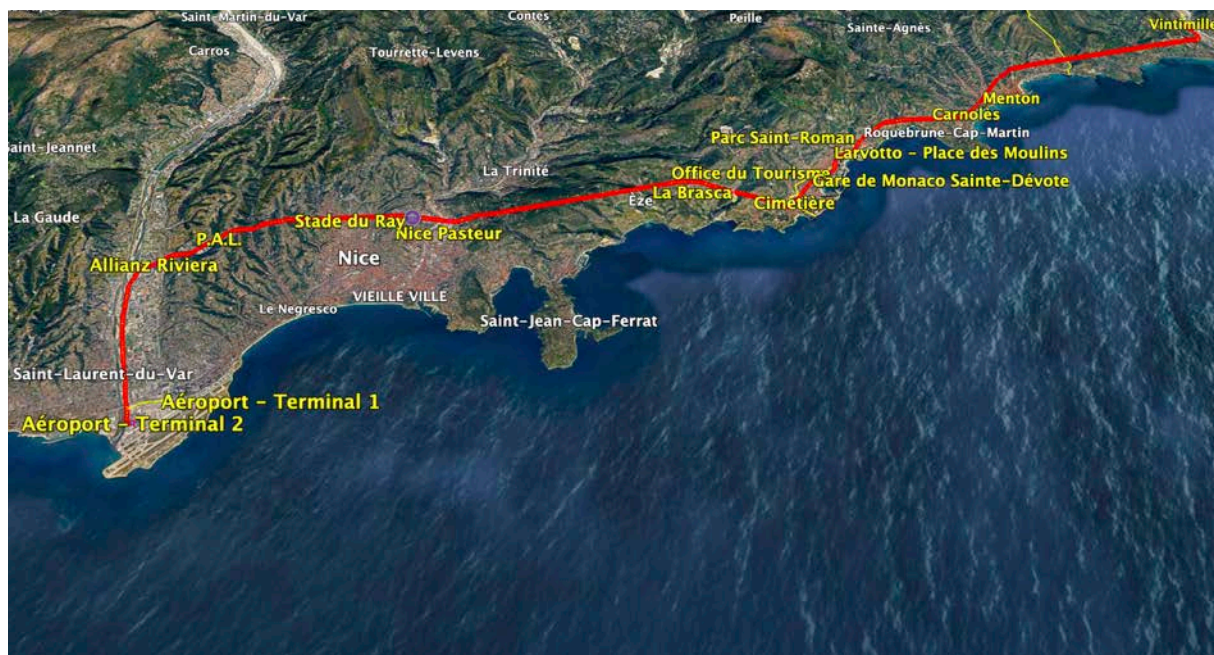 Saint-Martin-du-Var
Contes
Peille
Sainte-Agnès
Vintimille
Carros
Tourrette-Levens
Menton
Carnolès
Roquebrune-Cap-Martin
Parc Saint-Roman
Saint-Jeannet
Larvotto - Place des Moulins
La Trinité
Office du Tourisme
Gare de Monaco Sainte-Dévote
La Brasca
Èze
Cimetière
La Gaude
Stade du Ray
Nice Pasteur
P.A.L.
Allianz Riviera
Nice
VIEILLE VILLE
Le Negresco
Saint-Jean-Cap-Ferrat
Saint-Laurent-du-Var
Aéroport - Terminal 1
Aéroport - Terminal 2